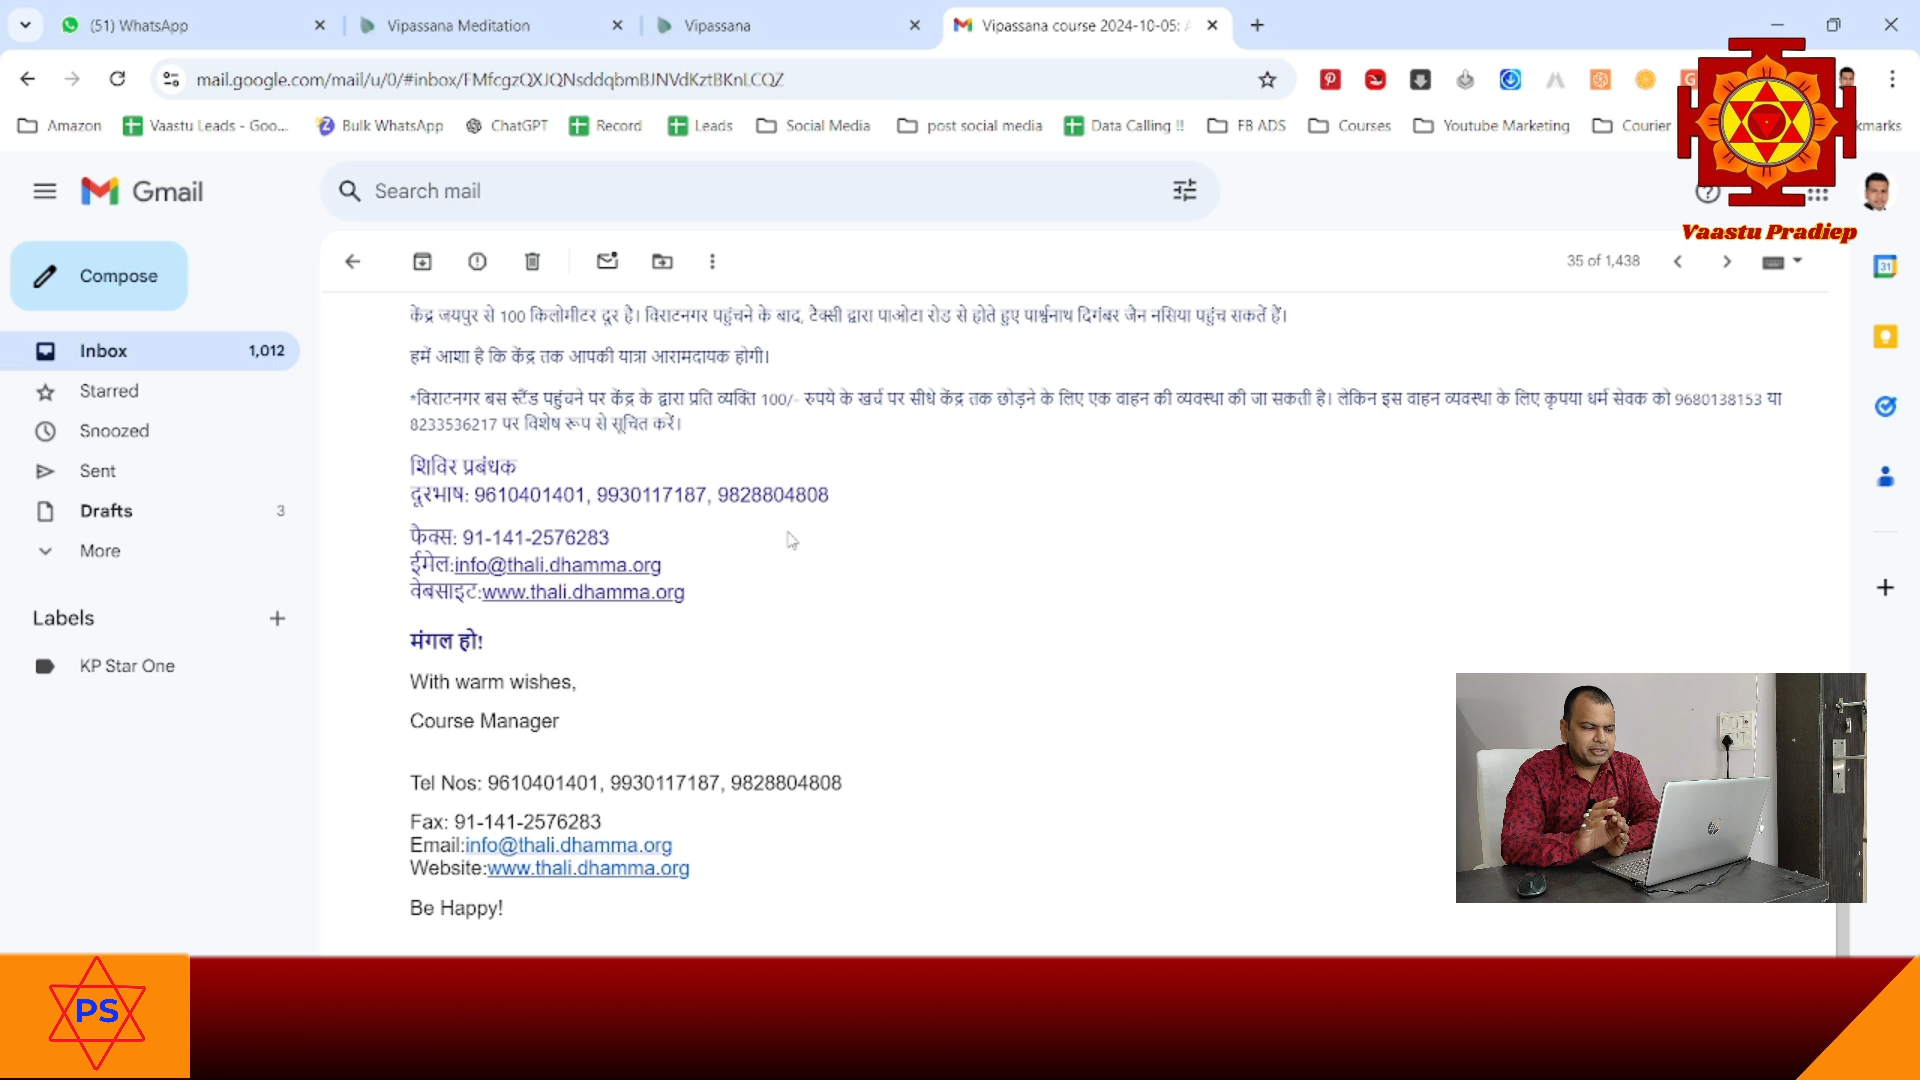 (51) WhatsApp
Vipassana Meditation
Vipassana
Vipassana course 2024-10-05:
mail.google.com/mail/u/0/#inbox/FMfcgzQXJQNsddqbmBJNVdKztBKnLCQZ
Amazon
Vaastu Leads - Goo...
Bulk WhatsApp
ChatGPT
Record
Leads
Social Media
post social media
Data Calling !!
FB ADS
Courses
Youtube Marketing
Courier
Gmail
Search mail
Vaastu Pradiep
Compose
35 of 1,438
Inbox 1,012
Starred
Snoozed
Sent
Drafts 3
More
Labels
KP Star One
केंद्र जयपुर से 100 किलोमीटर दूर है। विराटनगर पहुंचने के बाद, टैक्सी द्वारा पाओटा रोड से होते हुए पार्श्वनाथ दिगंबर जैन नसिया पहुंच सकतें हैं।
हमें आशा है कि केंद्र तक आपकी यात्रा आरामदायक होगी।
*विराटनगर बस स्टैंड पहुंचने पर केंद्र के द्वारा प्रति व्यक्ति 100/- रुपये के खर्च पर सीधे केंद्र तक छोड़ने के लिए एक वाहन की व्यवस्था की जा सकती है। लेकिन इस वाहन व्यवस्था के लिए कृपया धर्म सेवक को 9680138153 या
8233536217 पर विशेष रूप से सूचित करें।
शिविर प्रबंधक
दूरभाष: 9610401401, 9930117187, 9828804808
फेक्स: 91-141-2576283
ईमेल:info@thali.dhamma.org
वेबसाइट:www.thali.dhamma.org
मंगल हो!
With warm wishes,
Course Manager
Tel Nos: 9610401401, 9930117187, 9828804808
Fax: 91-141-2576283
Email:info@thali.dhamma.org
Website:www.thali.dhamma.org
Be Happy!
31
PS